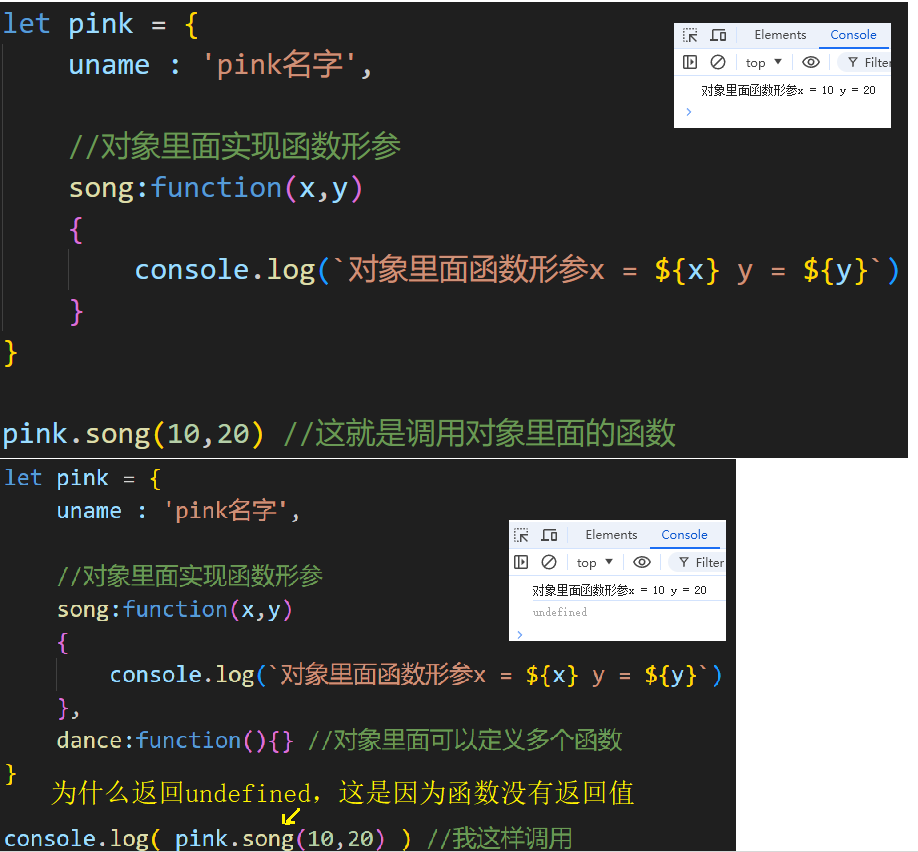 let pink = {
uname : 'pink名字',
//对象里面实现函数形参
song:function(x,y)
{
console.log(`对象里面函数形参x = ${x} y = ${y}`)
}
}
pink.song(10,20) //这就是调用对象里面的函数
Elements Console
top ▼ Filter
对象里面函数形参x = 10 y = 20
>
let pink = {
uname : 'pink名字',
//对象里面实现函数形参
song:function(x,y)
{
console.log(`对象里面函数形参x = ${x} y = ${y}`)
},
dance:function(){} //对象里面可以定义多个函数
}
为什么返回undefined，这是因为函数没有返回值
console.log( pink.song(10,20) ) //我这样调用
Elements Console
top ▼ Filter
对象里面函数形参x = 10 y = 20
undefined
>